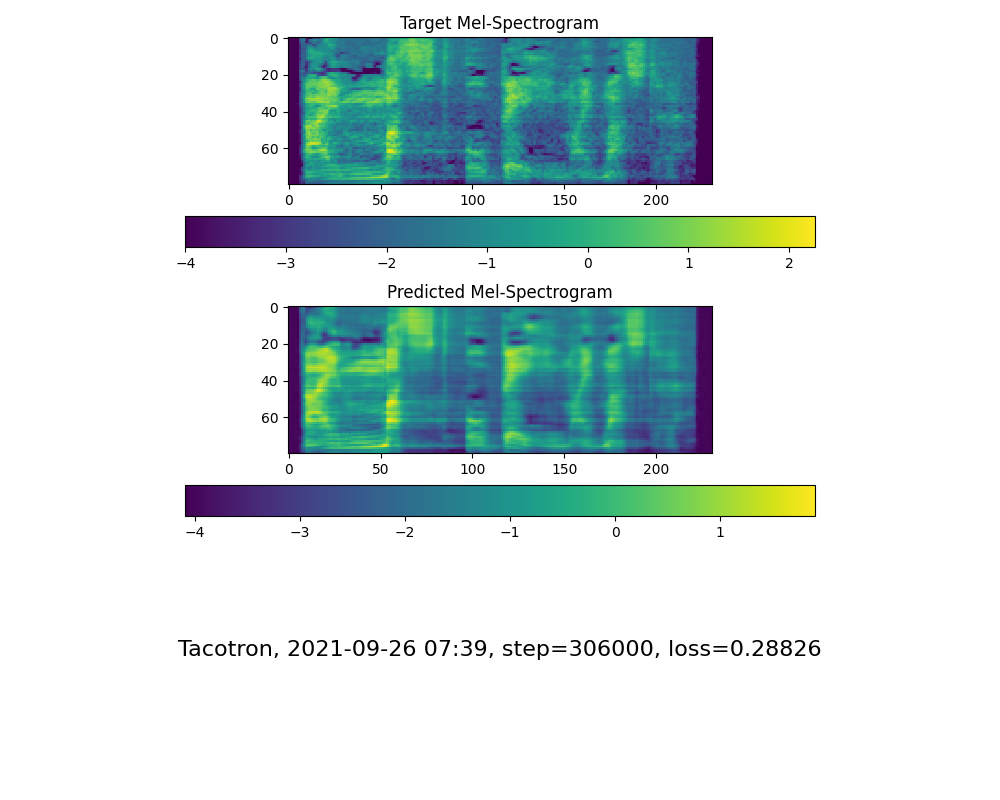 Target Mel-Spectrogram
0
20
40
60
0 50 100 150 200
−4 −3 −2 −1 0 1 2
Predicted Mel-Spectrogram
0
20
40
60
0 50 100 150 200
−4 −3 −2 −1 0 1
Tacotron, 2021-09-26 07:39, step=306000, loss=0.28826